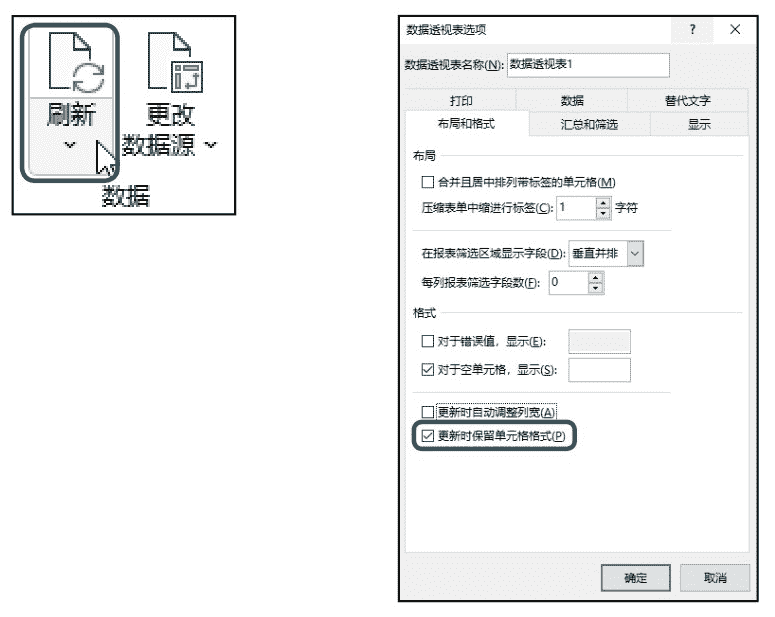 刷新
更改
数据源
数据
数据透视表选项
?
数据透视表名称(N): 数据透视表1
打印 数据 替代文字
布局和格式 汇总和筛选 显示
布局
合并且居中排列带标签的单元格(M)
压缩表单中缩进行标签(C): 1 字符
在报表筛选区域显示字段(D): 垂直并排
每列报表筛选字段数(F): 0
格式
对于错误值，显示(E):
对于空单元格，显示(S):
更新时自动调整列宽(A)
更新时保留单元格格式(P)
确定 取消